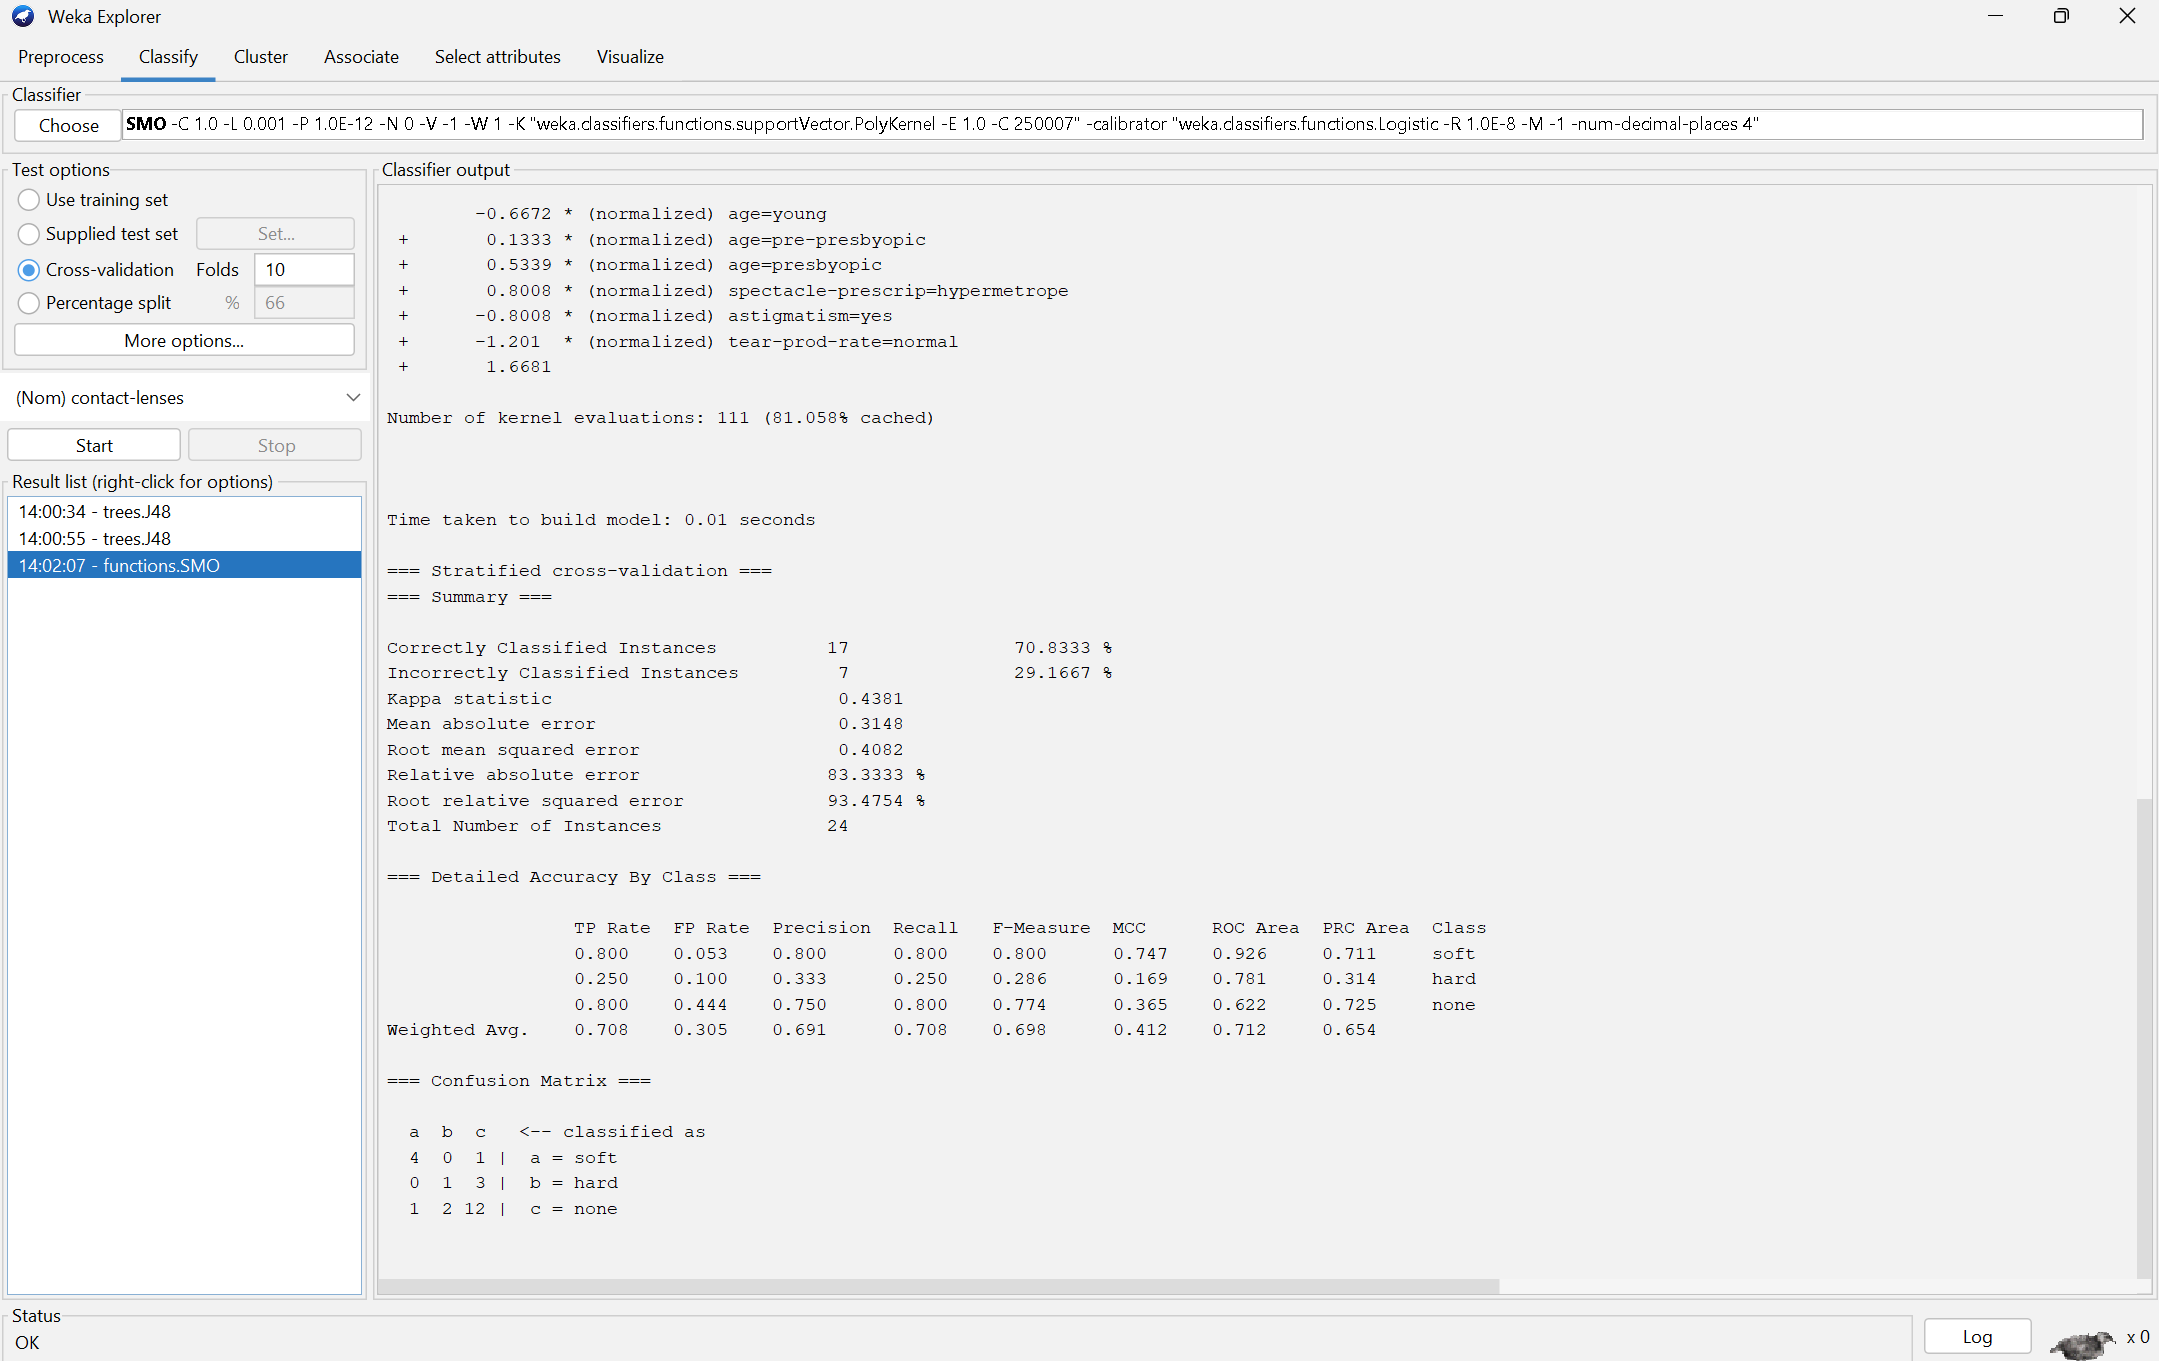 Weka Explorer
Preprocess Classify Cluster Associate Select attributes Visualize
Classifier
Choose SMO -C 1.0 -L 0.001 -P 1.0E-12 -N 0 -V -1 -W 1 -K "weka.classifiers.functions.supportVector.PolyKernel -E 1.0 -C 250007" -calibrator "weka.classifiers.functions.Logistic -R 1.0E-8 -M -1 -num-decimal-places 4"
Test options
Use training set
Supplied test set Set...
Cross-validation Folds 10
Percentage split % 66
More options...
(Nom) contact-lenses
Start Stop
Result list (right-click for options)
14:00:34 - trees.J48
14:00:55 - trees.J48
14:02:07 - functions.SMO
Classifier output
-0.6672 * (normalized) age=young
+ 0.1333 * (normalized) age=pre-presbyopic
+ 0.5339 * (normalized) age=presbyopic
+ 0.8008 * (normalized) spectacle-prescrip=hypermetrope
+ -0.8008 * (normalized) astigmatism=yes
+ -1.201 * (normalized) tear-prod-rate=normal
+ 1.6681
Number of kernel evaluations: 111 (81.058% cached)
Time taken to build model: 0.01 seconds
=== Stratified cross-validation ===
=== Summary ===
Correctly Classified Instances 17 70.8333 %
Incorrectly Classified Instances 7 29.1667 %
Kappa statistic 0.4381
Mean absolute error 0.3148
Root mean squared error 0.4082
Relative absolute error 83.3333 %
Root relative squared error 93.4754 %
Total Number of Instances 24
=== Detailed Accuracy By Class ===
TP Rate FP Rate Precision Recall F-Measure MCC ROC Area PRC Area Class
0.800 0.053 0.800 0.800 0.800 0.747 0.926 0.711 soft
0.250 0.100 0.333 0.250 0.286 0.169 0.781 0.314 hard
0.800 0.444 0.750 0.800 0.774 0.365 0.622 0.725 none
Weighted Avg. 0.708 0.305 0.691 0.708 0.698 0.412 0.712 0.654
=== Confusion Matrix ===
a b c <-- classified as
4 0 1 | a = soft
0 1 3 | b = hard
1 2 12 | c = none
Status
OK
Log x 0